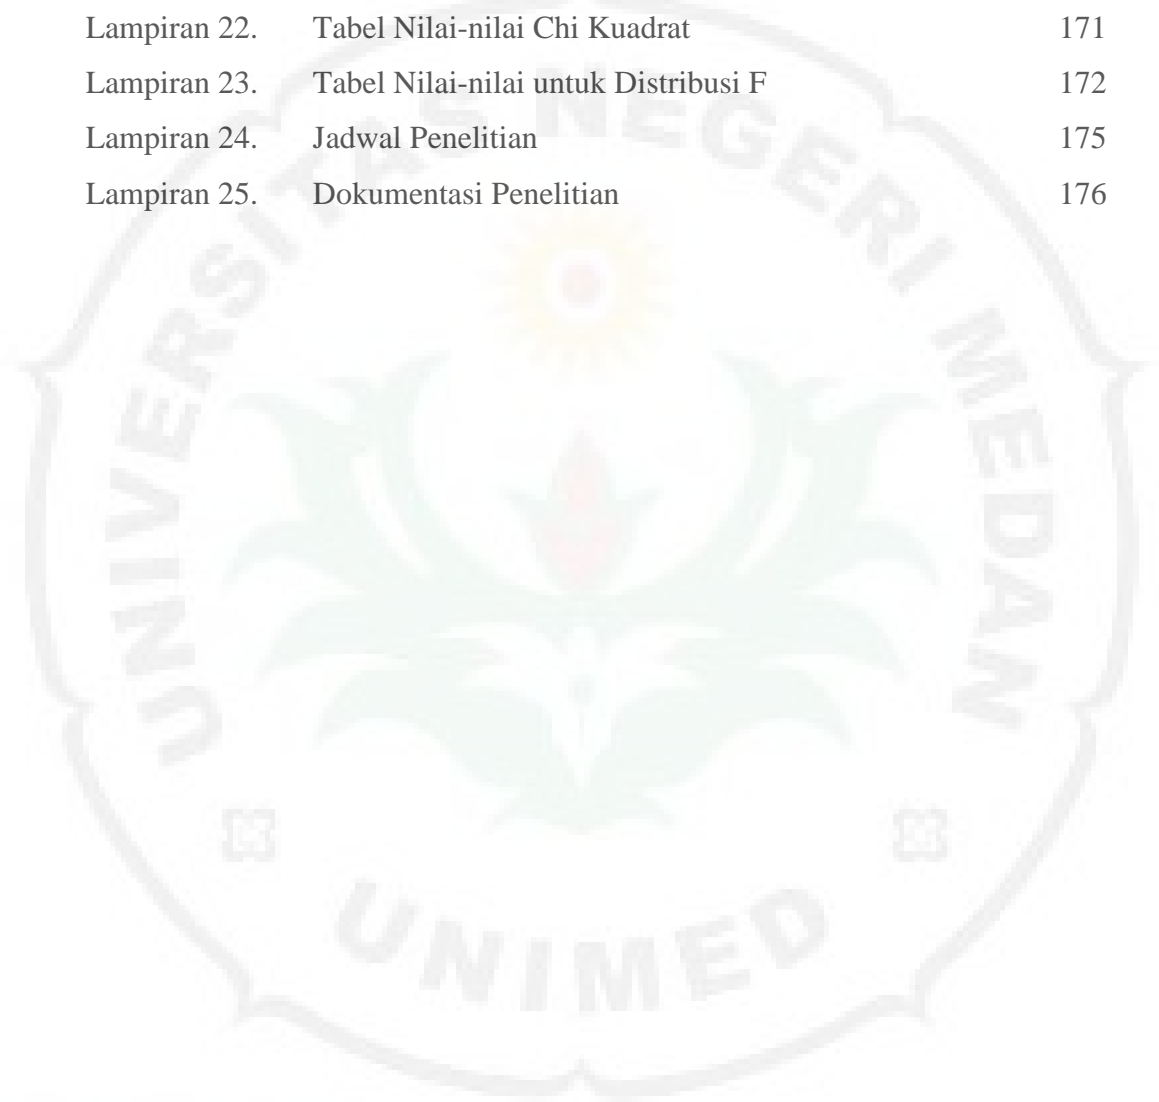 Lampiran 22. Tabel Nilai-nilai Chi Kuadrat 171
Lampiran 23. Tabel Nilai-nilai untuk Distribusi F 172
Lampiran 24. Jadwal Penelitian 175
Lampiran 25. Dokumentasi Penelitian 176
UNIVERSITAS NEGERI MEDAN
UNIMED